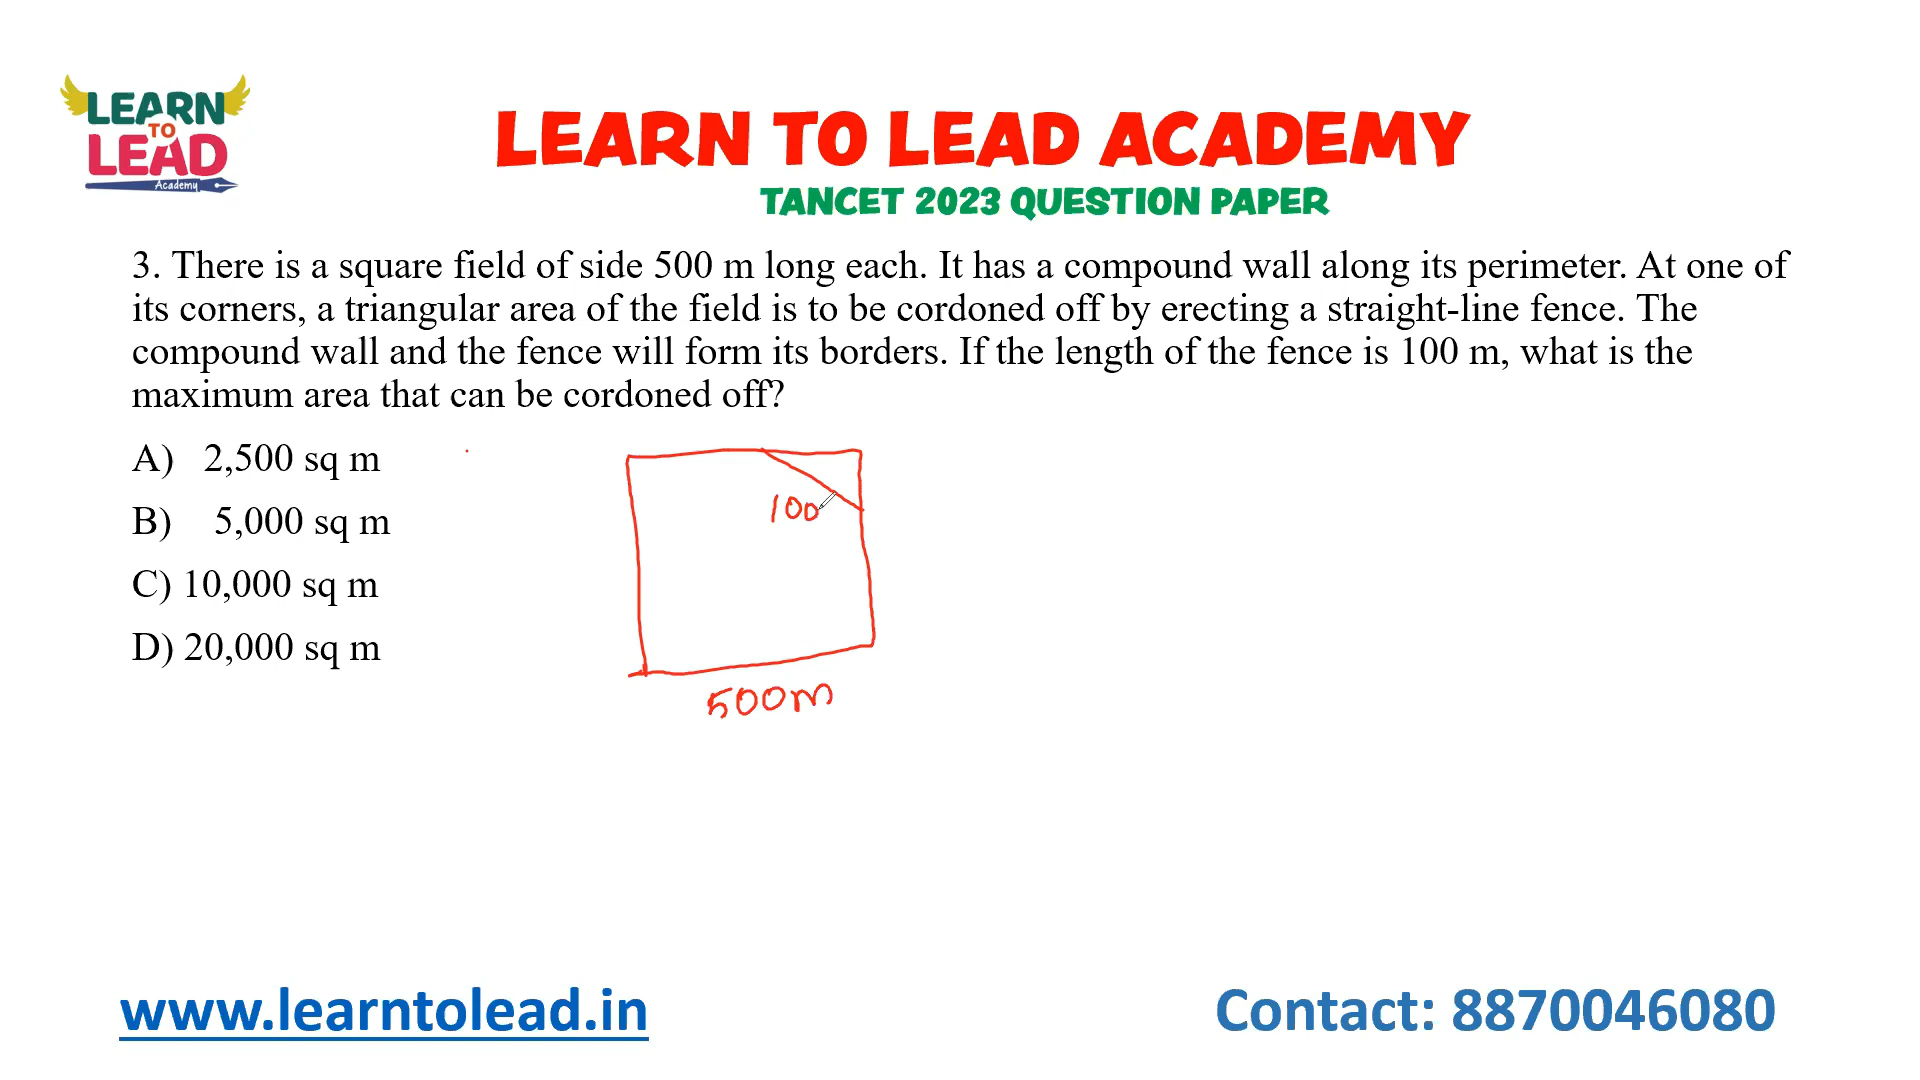 LEARN
TO
LEAD
Academy
LEARN TO LEAD ACADEMY
TANCET 2023 QUESTION PAPER
3. There is a square field of side 500 m long each. It has a compound wall along its perimeter. At one of
its corners, a triangular area of the field is to be cordoned off by erecting a straight-line fence. The
compound wall and the fence will form its borders. If the length of the fence is 100 m, what is the
maximum area that can be cordoned off?
A) 2,500 sq m
B) 5,000 sq m
C) 10,000 sq m
D) 20,000 sq m
100
500m
www.learntolead.in
Contact: 8870046080